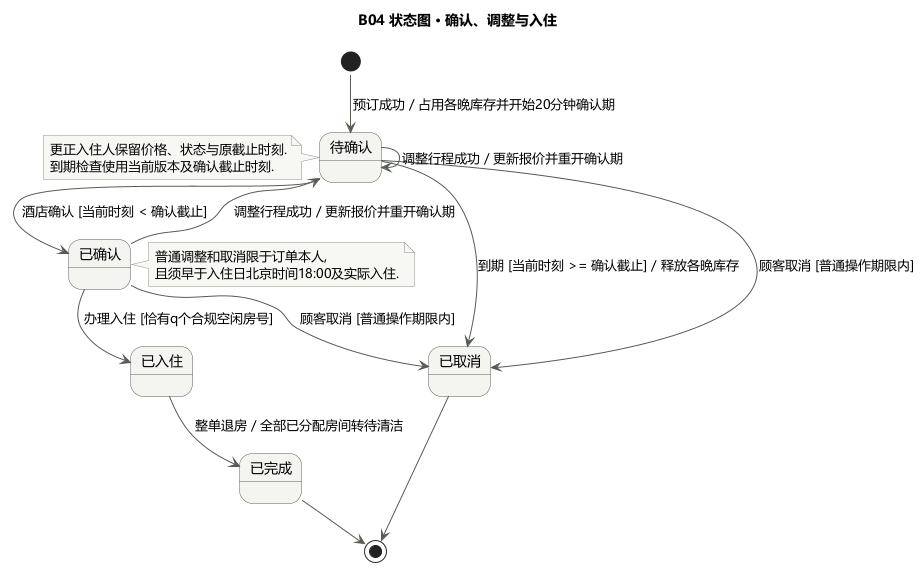 B04 状态图·确认、调整与入住
预订成功 / 占用各晚库存并开始20分钟确认期
更正入住人保留价格、状态与原截止时刻.
到期检查使用当前版本及确认截止时刻.
待确认
调整行程成功 / 更新报价并重开确认期
酒店确认 [当前时刻 < 确认截止]
调整行程成功 / 更新报价并重开确认期
已确认
普通调整和取消限于订单本人,
且须早于入住日北京时间18:00及实际入住.
到期 [当前时刻 >= 确认截止] / 释放各晚库存
顾客取消 [普通操作期限内]
办理入住 [恰有q个合规空闲房号]
顾客取消 [普通操作期限内]
已入住
已取消
整单退房 / 全部已分配房间转待清洁
已完成